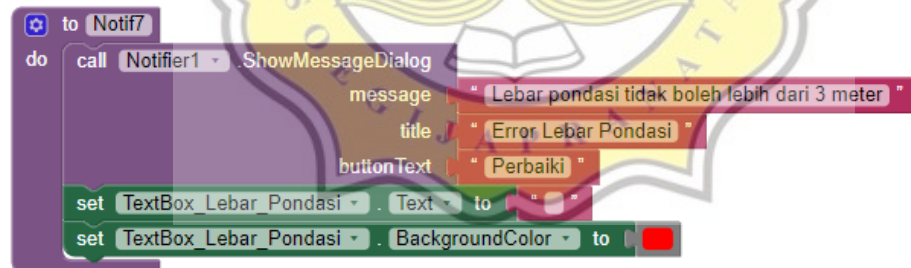 to Notif7
do call Notifier1 .ShowMessageDialog
message " Lebar pondasi tidak boleh lebih dari 3 meter "
title " Error Lebar Pondasi "
buttonText " Perbaiki "
set TextBox_Lebar_Pondasi . Text to " "
set TextBox_Lebar_Pondasi . BackgroundColor to